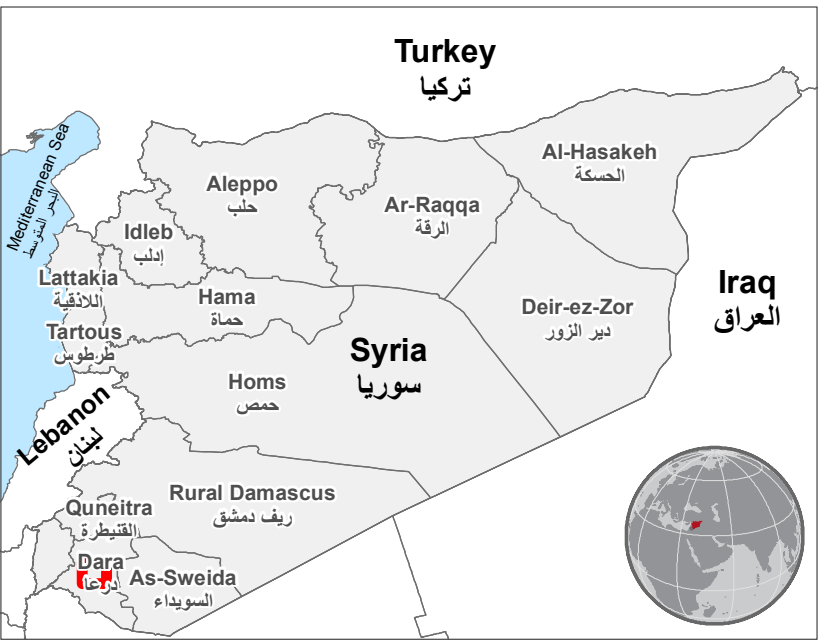 Turkey
تركيا
Mediterranean Sea
البحر المتوسط
Al-Hasakeh
الحسكة
Aleppo
حلب
Ar-Raqqa
الرقة
Idleb
إدلب
Lattakia
اللاذقية
Hama
حماة
Deir-ez-Zor
دير الزور
Iraq
العراق
Tartous
طرطوس
Syria
سوريا
Homs
حمص
Lebanon
لبنان
Rural Damascus
ريف دمشق
Quneitra
القنيطرة
Dara
درعا
As-Sweida
السويداء